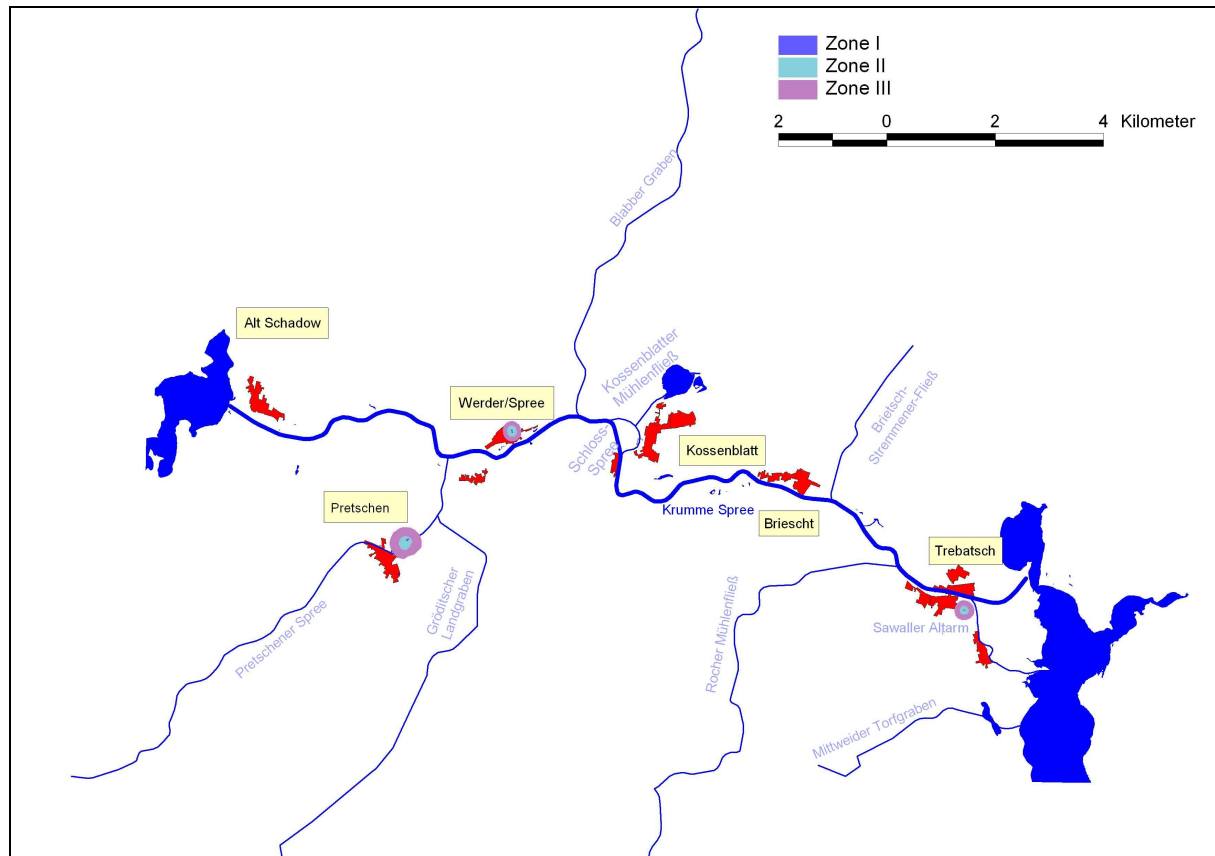 Zone I
Zone II
Zone III
2 0 2 4 Kilometer
Blabber Graben
Alt Schadow
Kossenblatter
Mühlenfließ
Werder/Spree
Schloss-
Spree
Brietsch-
Stremmener-Fließ
Kossenblatt
Krumme Spree
Briescht
Pretschen
Trebatsch
Gröditscher
Landgraben
Pretschener Spree
Rocher Mühlenfließ
Sawaller Altarm
Mittweider Torfgraben